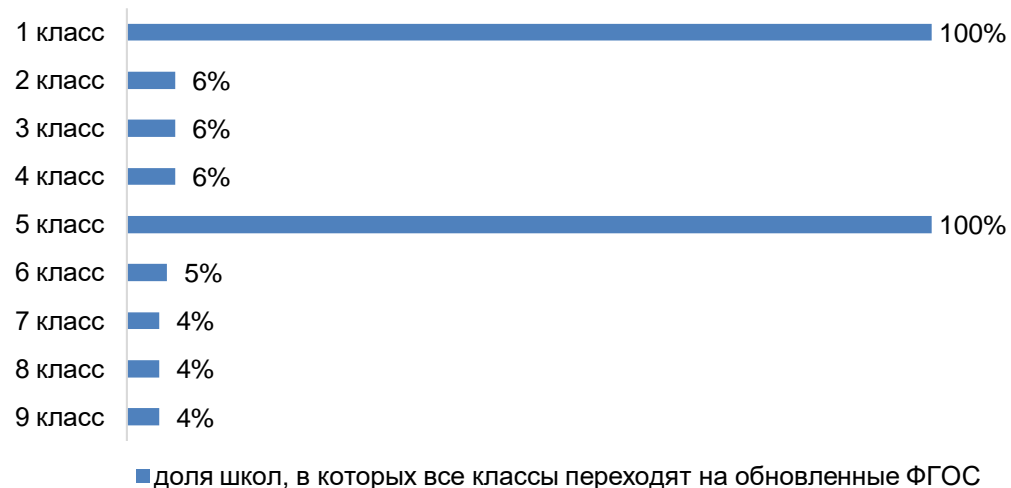 1 класс 100%
2 класс 6%
3 класс 6%
4 класс 6%
5 класс 100%
6 класс 5%
7 класс 4%
8 класс 4%
9 класс 4%
доля школ, в которых все классы переходят на обновленные ФГОС